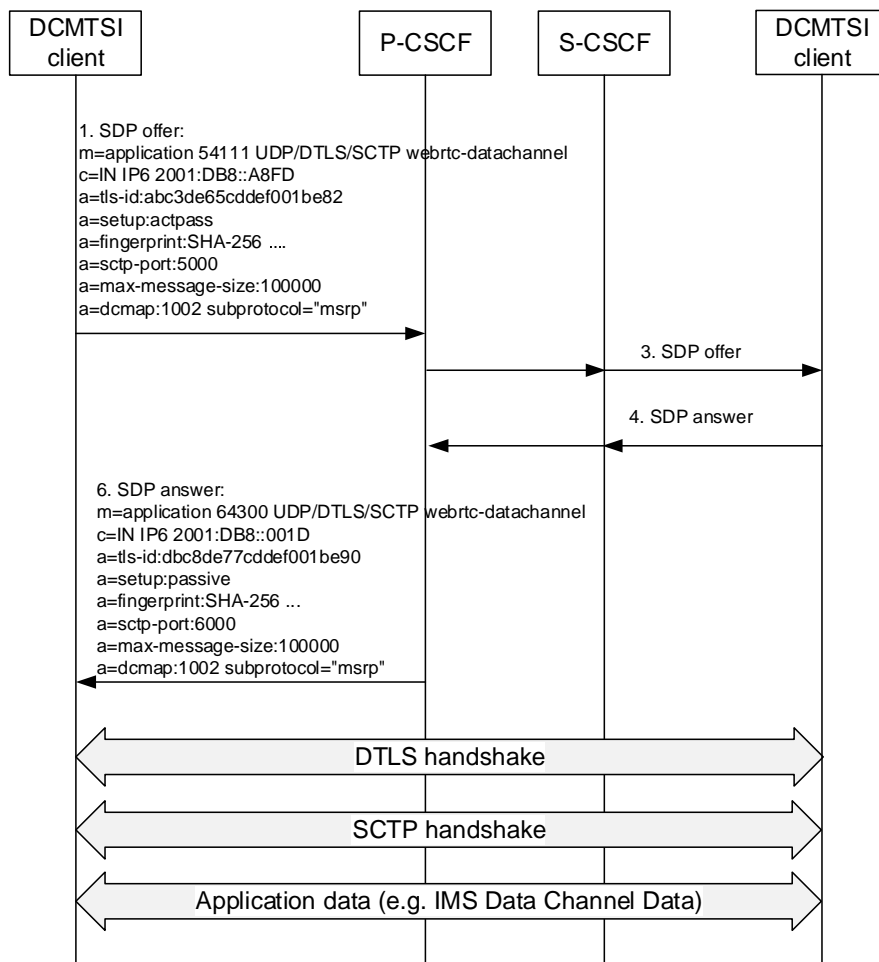 DCMTSI
client
P-CSCF
S-CSCF
DCMTSI
client
1. SDP offer:
m=application 54111 UDP/DTLS/SCTP webrtc-datachannel
c=IN IP6 2001:DB8::A8FD
a=tls-id:abc3de65cddef001be82
a=setup:actpass
a=fingerprint:SHA-256 ....
a=sctp-port:5000
a=max-message-size:100000
a=dcmap:1002 subprotocol="msrp"
3. SDP offer
4. SDP answer
6. SDP answer:
m=application 64300 UDP/DTLS/SCTP webrtc-datachannel
c=IN IP6 2001:DB8::001D
a=tls-id:dbc8de77cddef001be90
a=setup:passive
a=fingerprint:SHA-256 ...
a=sctp-port:6000
a=max-message-size:100000
a=dcmap:1002 subprotocol="msrp"
DTLS handshake
SCTP handshake
Application data (e.g. IMS Data Channel Data)